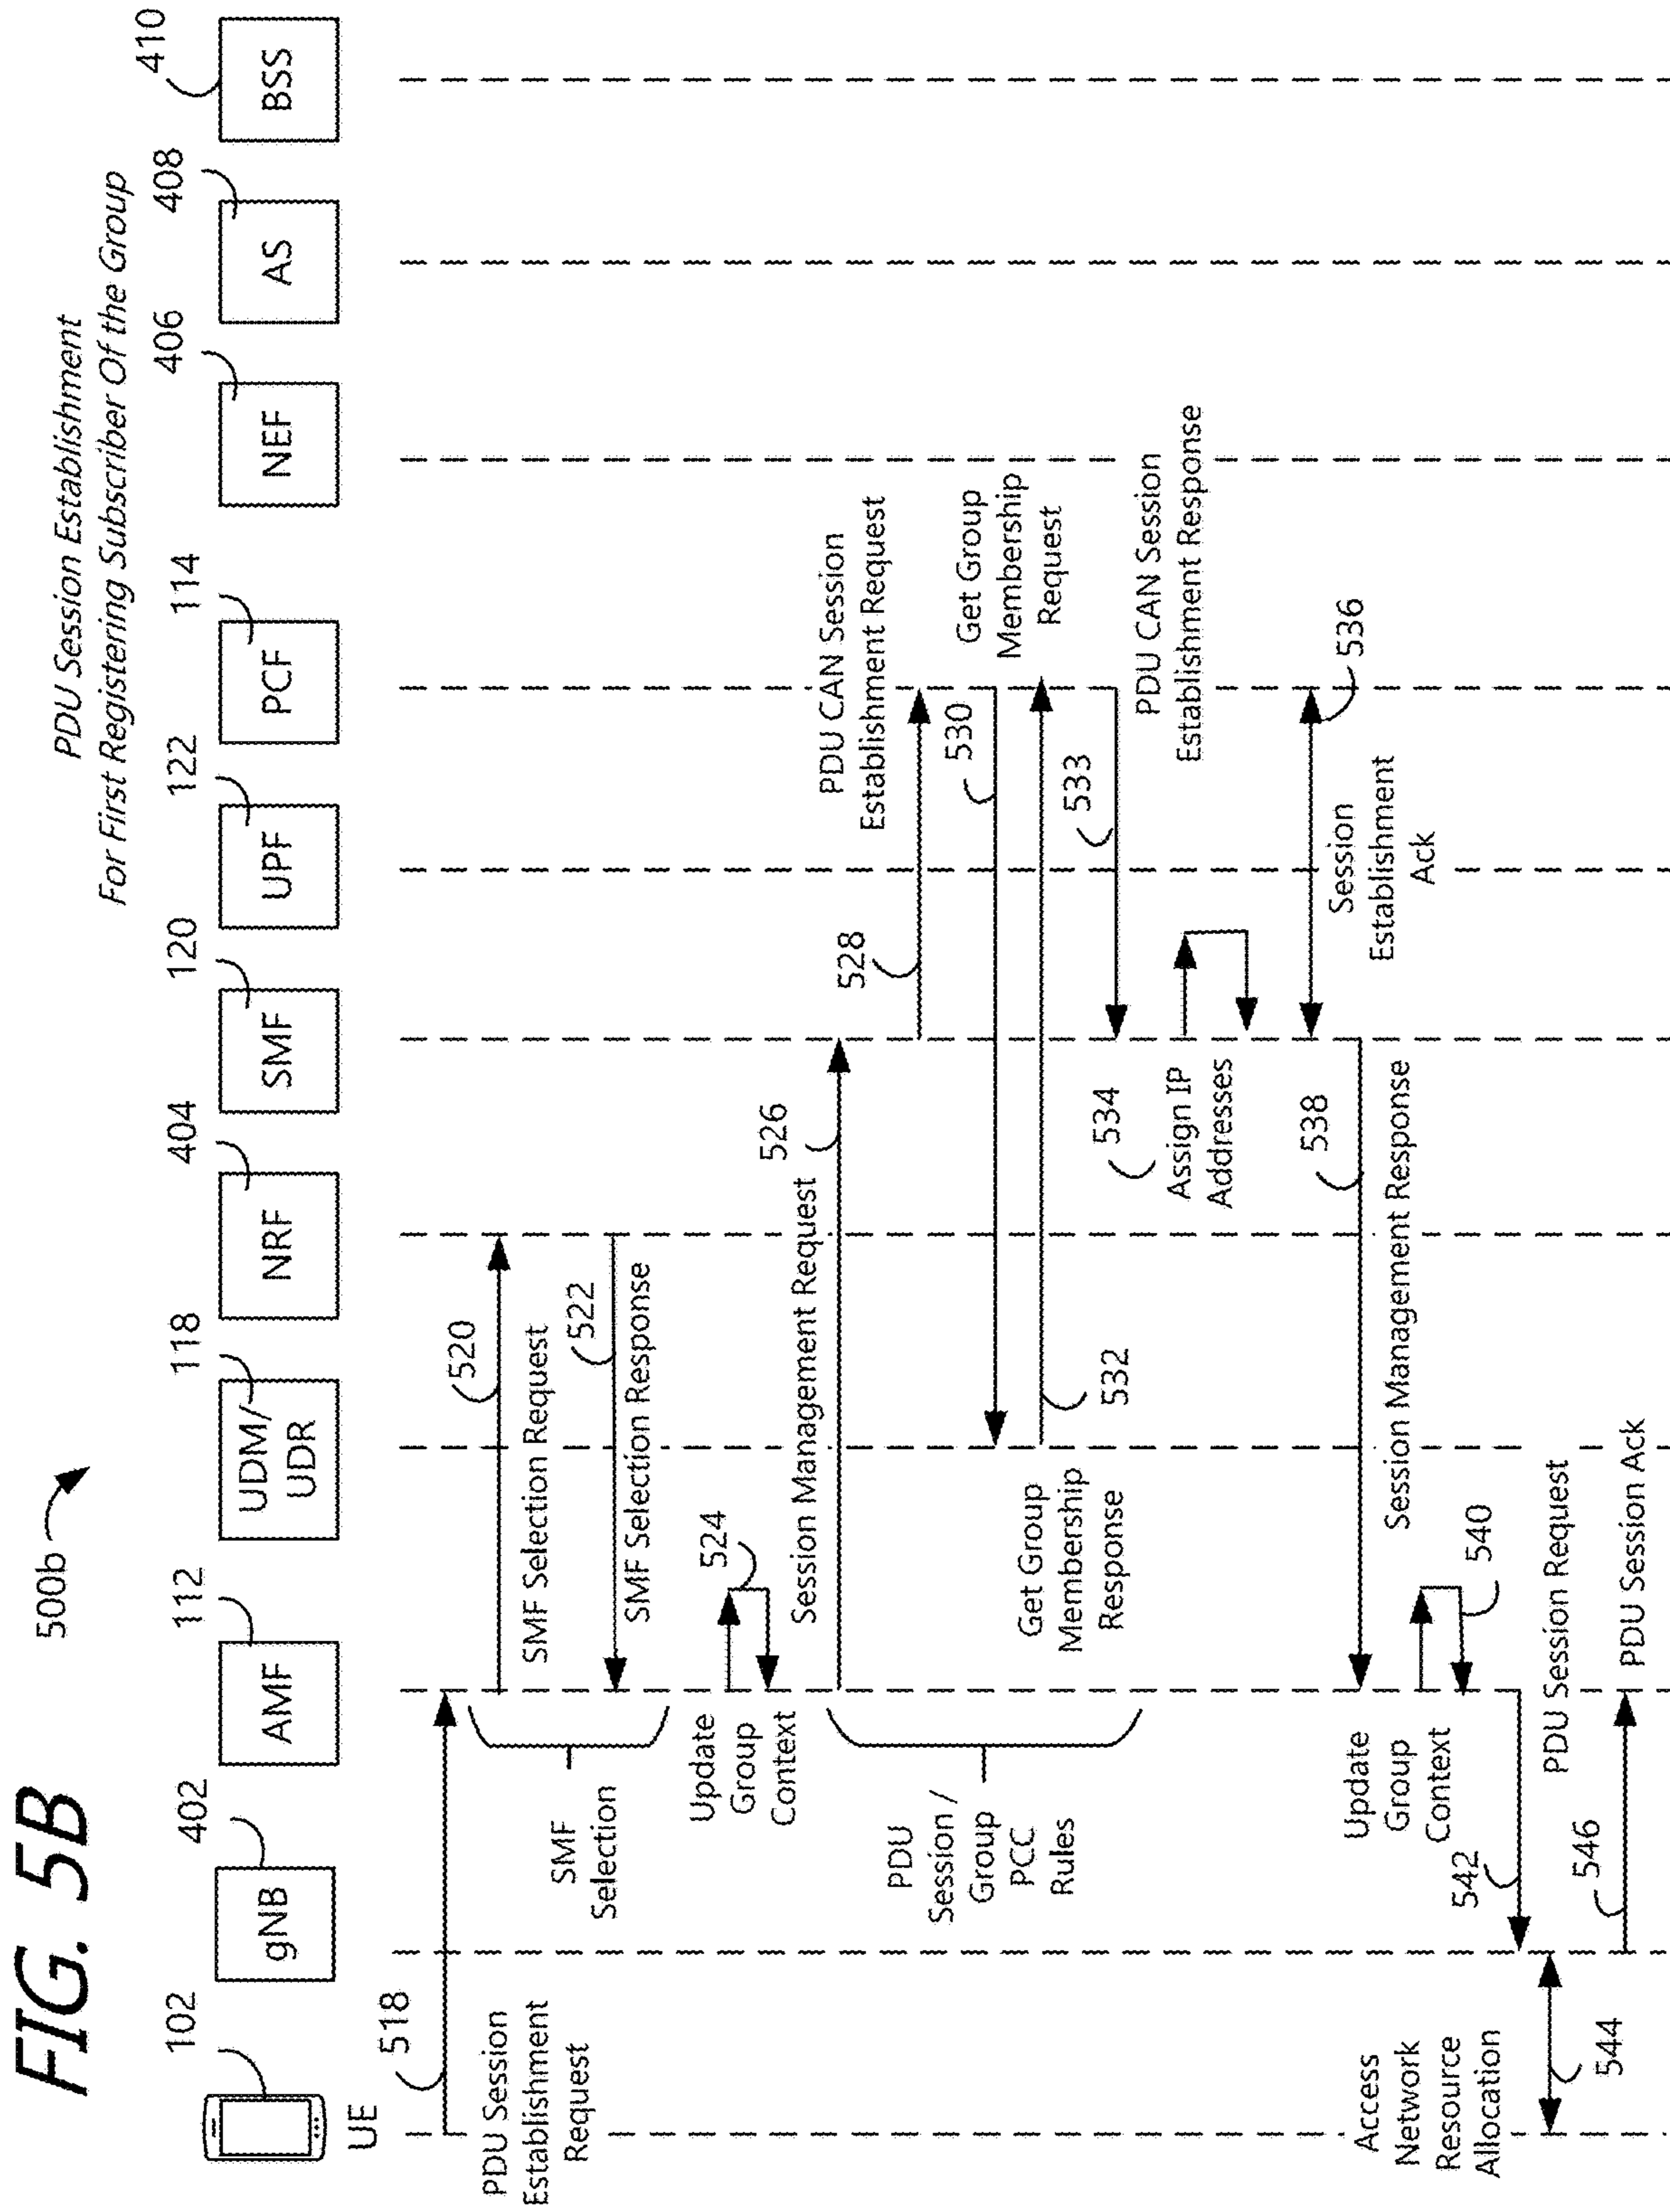 FIG. 5B
500b
PDU Session Establishment
For First Registering Subscriber Of the Group
102
402
112
118
404
120
122
114
406
408
410
UE
gNB
AMF
UDM/
UDR
NRF
SMF
UPF
PCF
NEF
AS
BSS
518
PDU Session
Establishment
Request
520
SMF Selection Request
522
SMF Selection Response
SMF
Selection
524
Update
Group
Context
526
Session Management Request
528
PDU CAN Session
Establishment Request
530
Get Group
Membership
Request
532
Get Group
Membership
Response
PDU
Session /
Group
PCC
Rules
533
PDU CAN Session
Establishment Response
534
Assign IP
Addresses
536
Session
Establishment
Ack
538
Session Management Response
540
Update
Group
Context
542
PDU Session Request
Access
Network
Resource
Allocation
544
546
PDU Session Ack